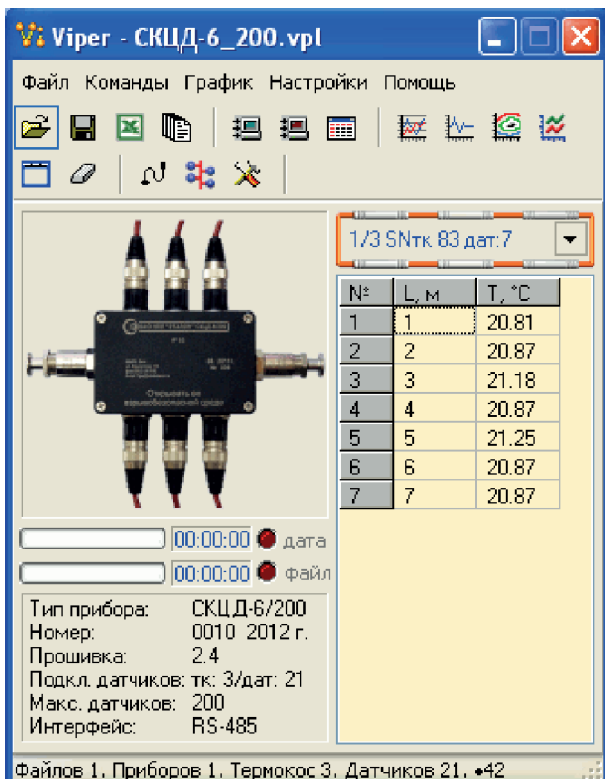 Viper - СКЦД-6_200.vpl
Файл Команды График Настройки Помощь
1/3 SNтк 83 дат:7
№ L, м T, °C
1 1 20.81
2 2 20.87
3 3 21.18
4 4 20.87
5 5 21.25
6 6 20.87
7 7 20.87
Открывать во
взрывобезопасной среде
00:00:00 дата
00:00:00 файл
Тип прибора: СКЦД-6/200
Номер: 0010 2012 г.
Прошивка: 2.4
Подкл. датчиков: тк: 3/дат: 21
Макс. датчиков: 200
Интерфейс: RS-485
Файлов 1, Приборов 1, Термокос 3, Датчиков 21, •42